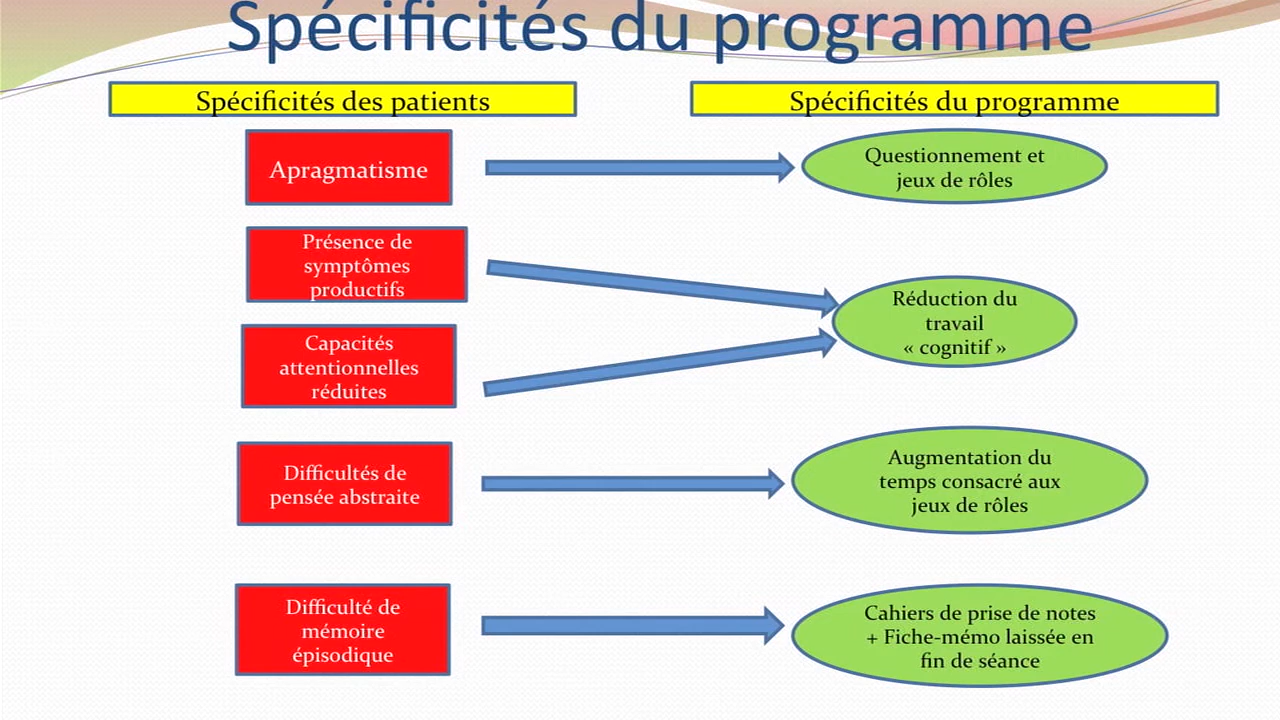 Spécificités du programme
Spécificités des patients
Spécificités du programme
Apragmatisme
Questionnement et
jeux de rôles
Présence de
symptômes
productifs
Capacités
attentionnelles
réduites
Réduction du
travail
« cognitif »
Difficultés de
pensée abstraite
Augmentation du
temps consacré aux
jeux de rôles
Difficulté de
mémoire
épisodique
Cahiers de prise de notes
+ Fiche-mémo laissée en
fin de séance